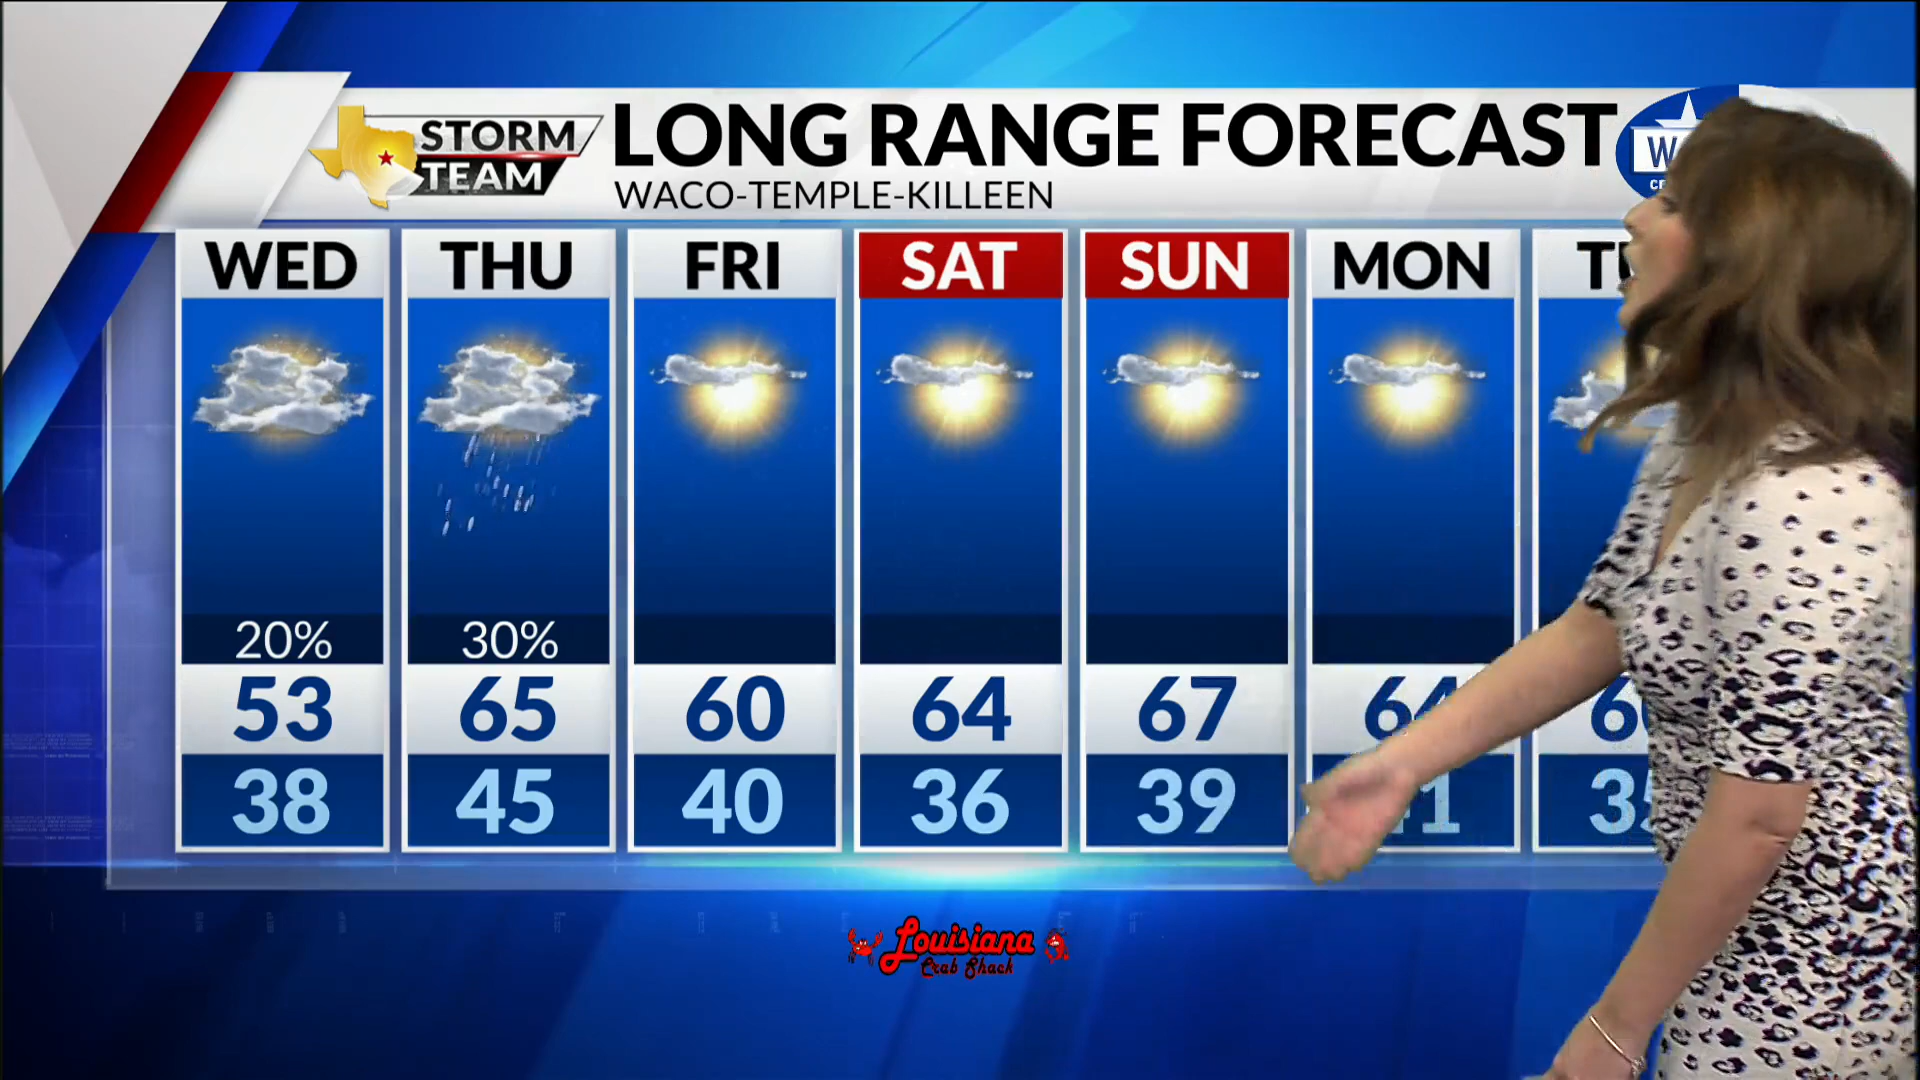 STORM
TEAM
LONG RANGE FORECAST
WACO-TEMPLE-KILLEEN
WED THU FRI SAT SUN MON
20% 30%
53 65 60 64 67 64
38 45 40 36 39
Louisiana
Crab Shack